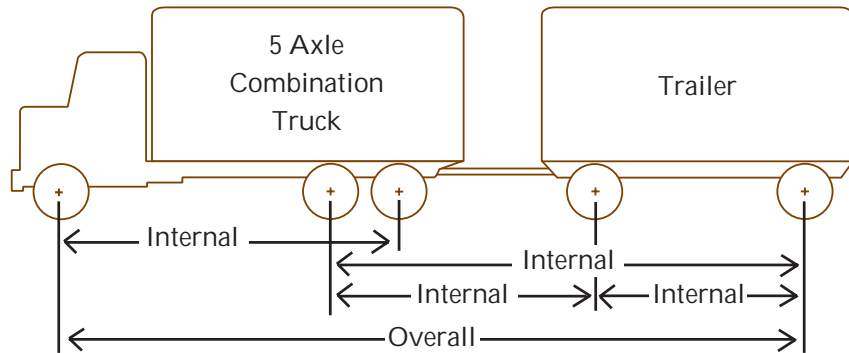 5 Axle
Combination
Truck
Trailer
Internal
Internal
Internal
Internal
Overall